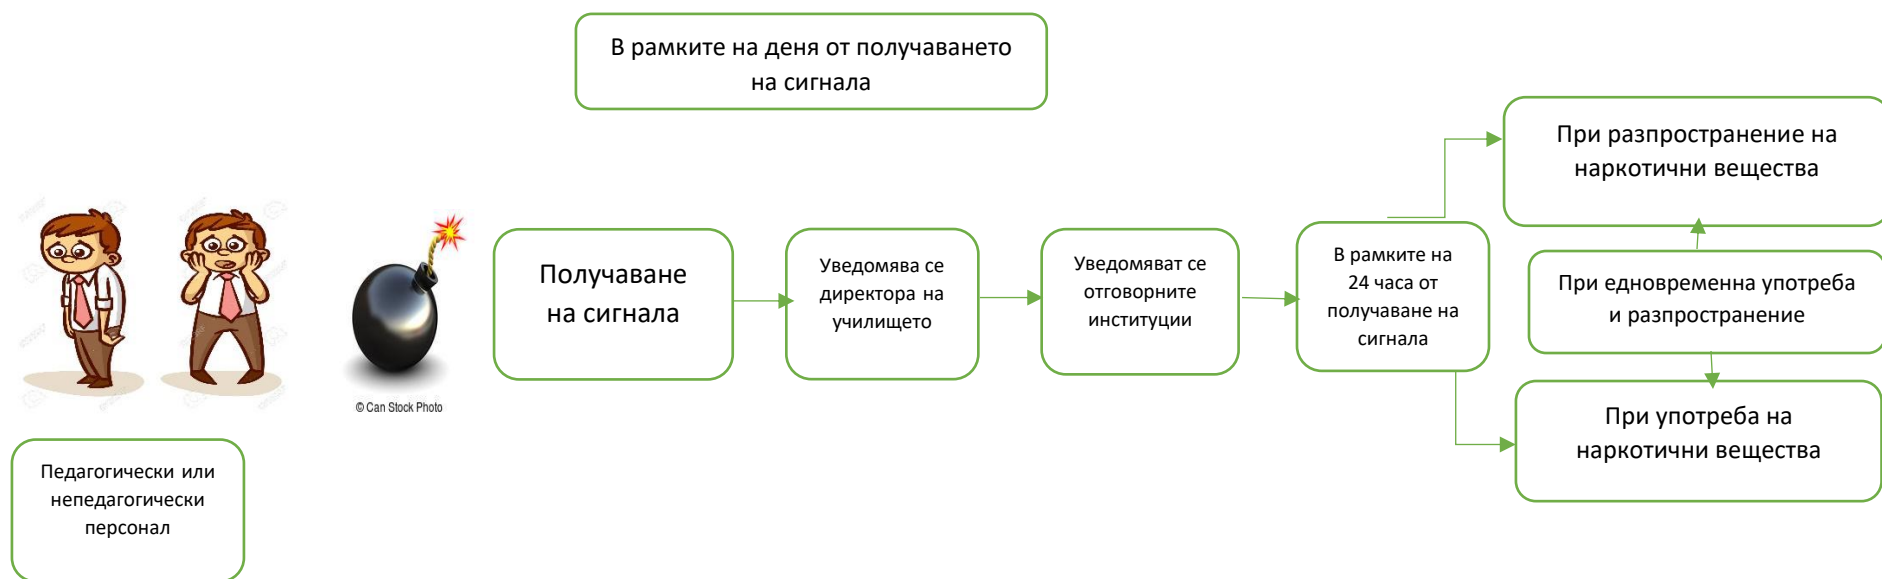 В рамките на деня от получаването
на сигнала
При разпространение на
наркотични вещества
Получаване
на сигнала
Уведомява се
директора на
училището
Уведомяват се
отговорните
институции
В рамките на
24 часа от
получаване на
сигнала
При едновременна употреба
и разпространение
При употреба на
наркотични вещества
© Can Stock Photo
Педагогически или
непедагогически
персонал